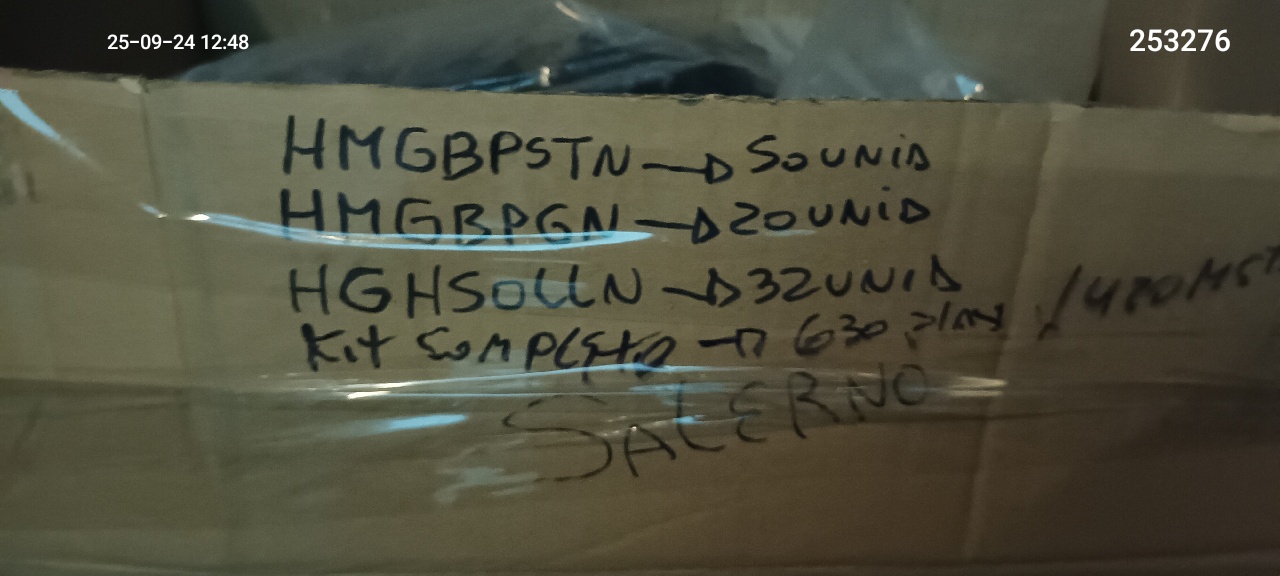 25-09-24 12:48
253276
HMGBPSTN → 50 UNID
HMGBPGN → 20 UNID
HGHSOLLN → 32 UNID
Kit COMPLETO → 630
SALERNO